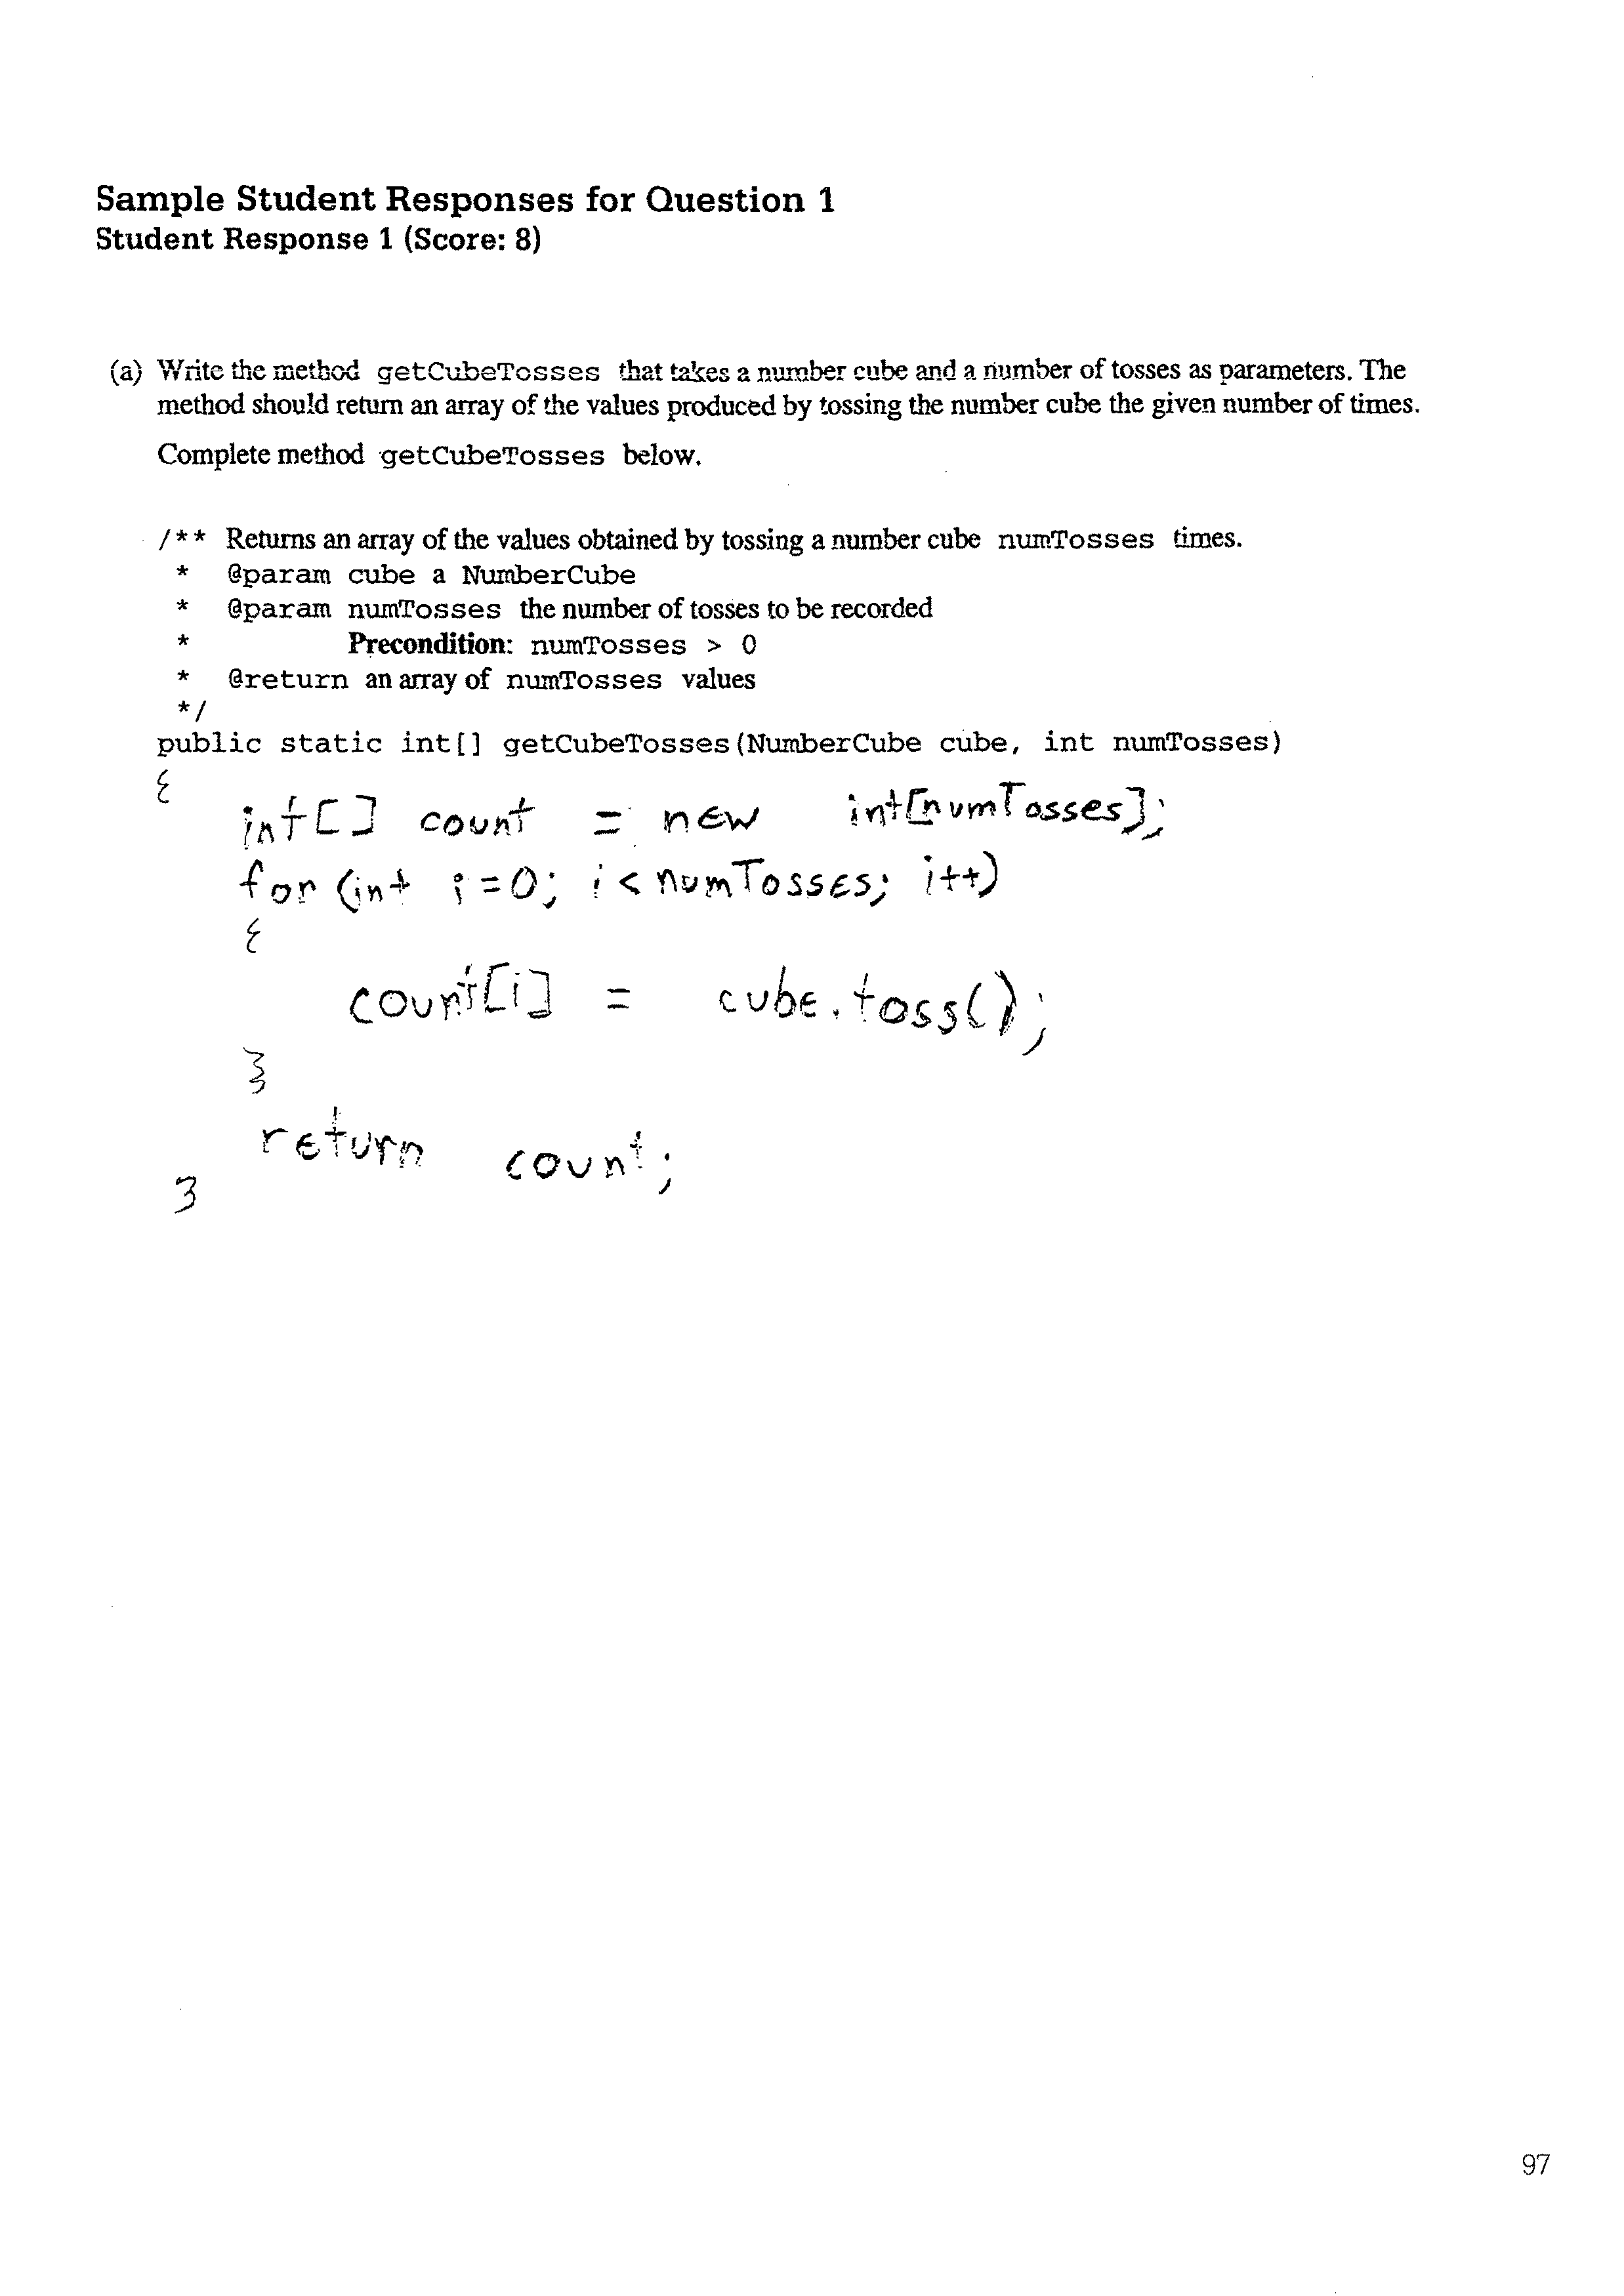 Sample Student Responses for Question 1
Student Response 1 (Score: 8)
(a) Write the method getCubeTosses that takes a number cube and a number of tosses as parameters. The
method should return an array of the values produced by tossing the number cube the given number of times.
Complete method getCubeTosses below.
/** Returns an array of the values obtained by tossing a number cube numTosses times.
* @param cube a NumberCube
* @param numTosses the number of tosses to be recorded
* Precondition: numTosses > 0
* @return an array of numTosses values
*/
public static int[] getCubeTosses(NumberCube cube, int numTosses)
{
int[] count = new int[numTosses];
for (int i=0; i < numTosses; i++)
{
count[i] = cube.toss();
}
return count;
}
97